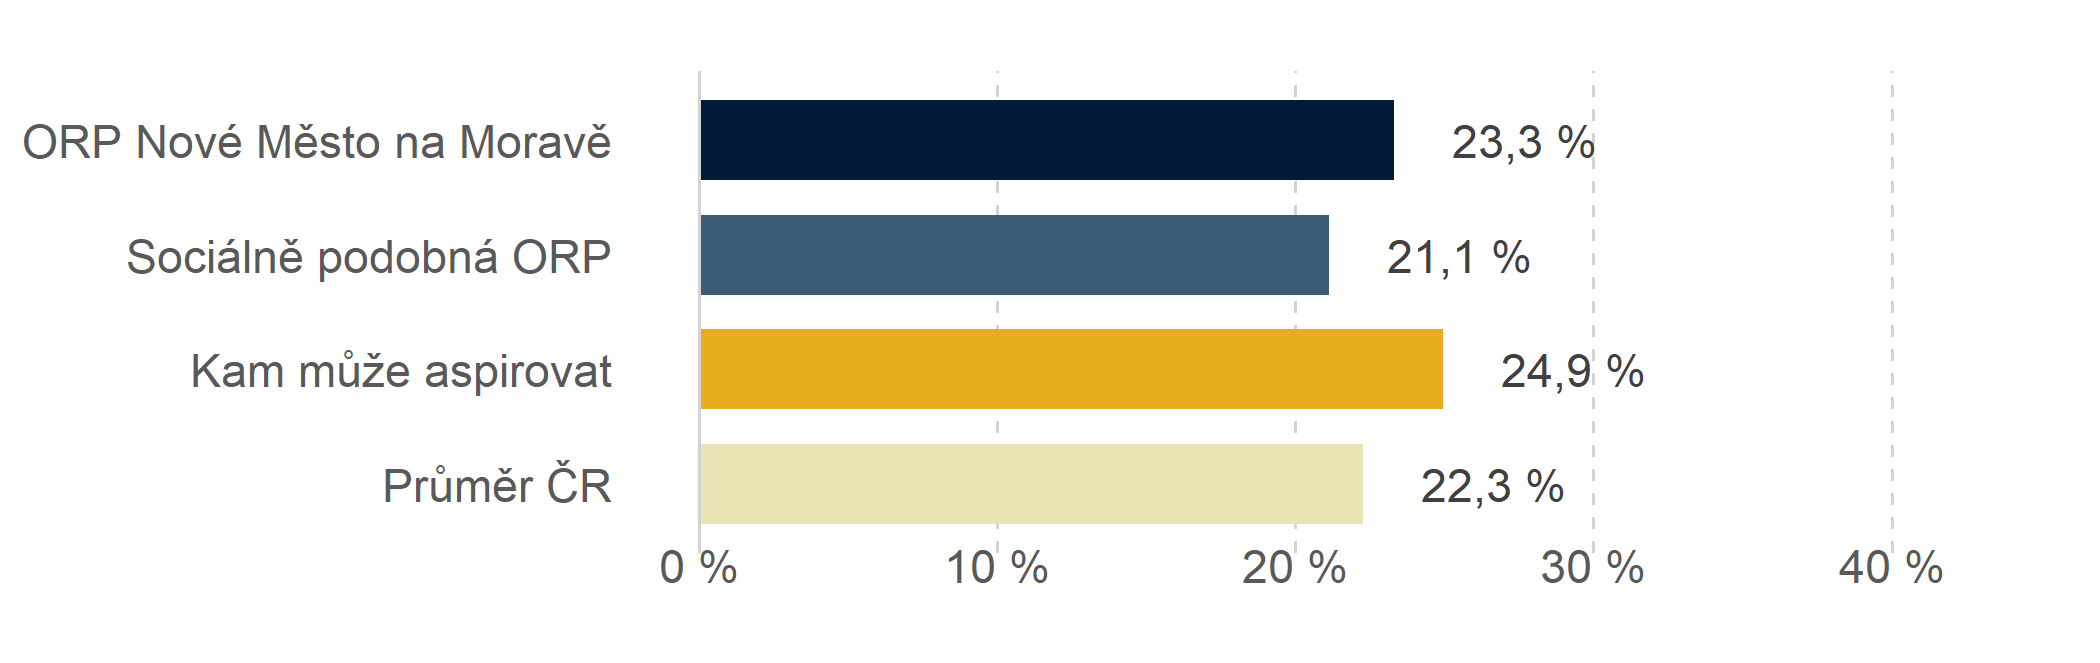 ORP Nové Město na Moravě
23,3 %
Sociálně podobná ORP
21,1 %
Kam může aspirovat
24,9 %
Průměr ČR
22,3 %
0 % 10 % 20 % 30 % 40 %